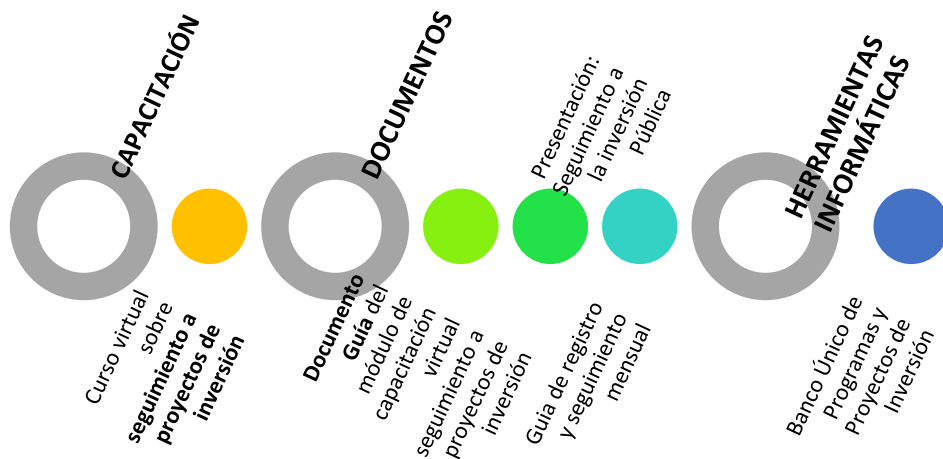 CAPACITACIÓN
Curso virtual
sobre
seguimiento a
proyectos de
inversión
DOCUMENTOS
Documento
Guía del
módulo de
capacitación
virtual
seguimiento a
proyectos de
inversión
Presentación:
Seguimiento a
la inversión
Pública
Guia de registro
y seguimiento
mensual
HERRAMIENTAS
INFORMÁTICAS
Banco Único de
Programas y
Proyectos de
Inversión